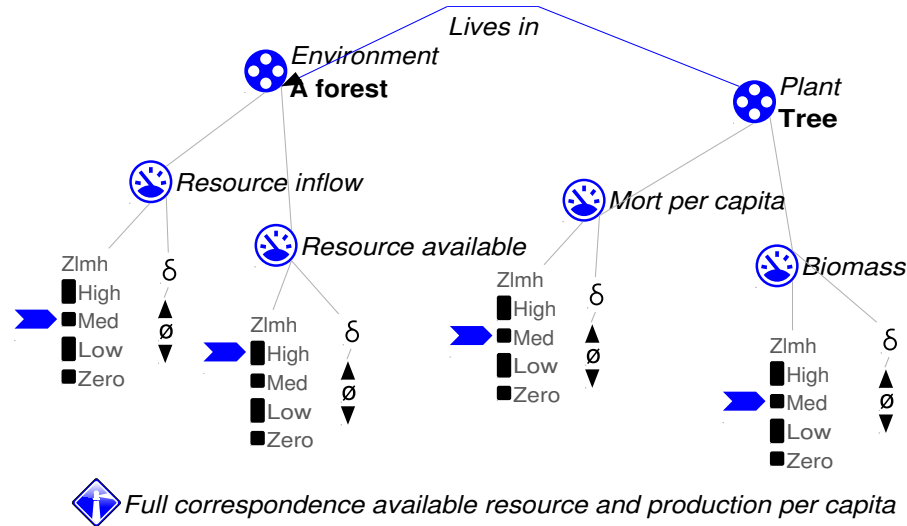 Lives in
Environment
A forest
Plant
Tree
Resource inflow
Mort per capita
Resource available
Biomass
Zlmh
δ
High
Med
ø
Low
Zero
Zlmh
δ
High
Med
ø
Low
Zero
Zlmh
δ
High
Med
ø
Low
Zero
Zlmh
δ
High
Med
ø
Low
Zero
Full correspondence available resource and production per capita